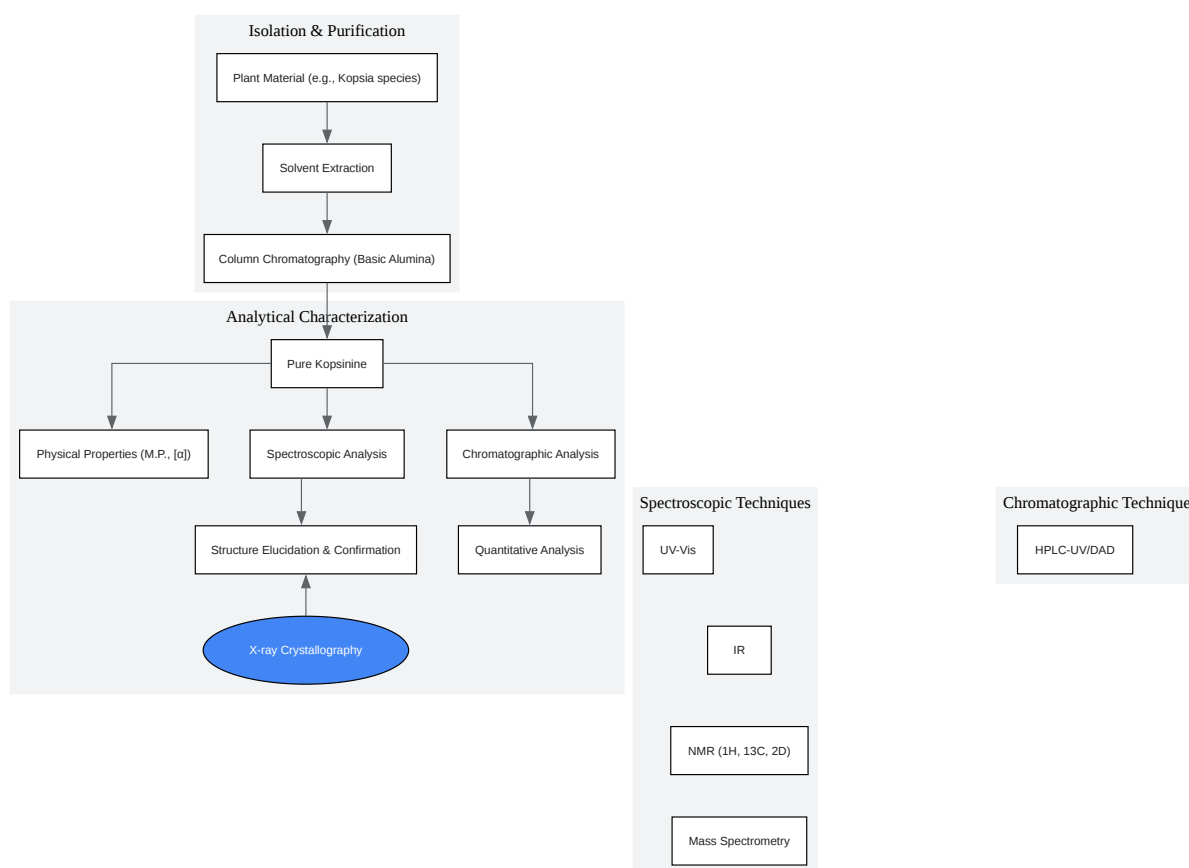 Isolation & Purification
Plant Material (e.g., Kopsia species)
Solvent Extraction
Column Chromatography (Basic Alumina)
Analytical Characterization
Pure Kopsinine
Physical Properties (M.P., [α])
Spectroscopic Analysis
Chromatographic Analysis
Structure Elucidation & Confirmation
Quantitative Analysis
X-ray Crystallography
Spectroscopic Techniques
UV-Vis
IR
NMR (1H, 13C, 2D)
Mass Spectrometry
Chromatographic Technique
HPLC-UV/DAD